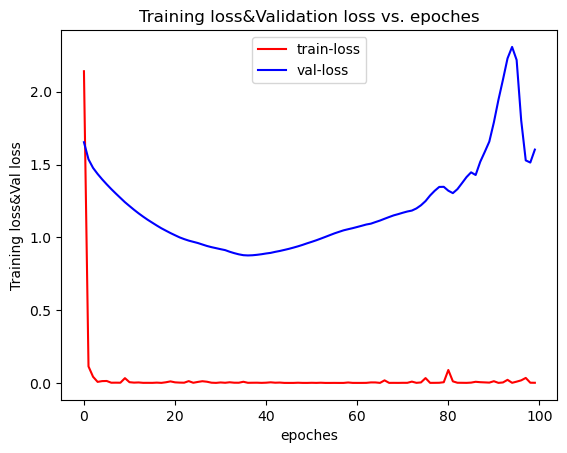 Training loss&Validation loss vs. epoches
train-loss
val-loss
Training loss&Val loss
2.0
1.5
1.0
0.5
0.0
0 20 40 60 80 100
epoches